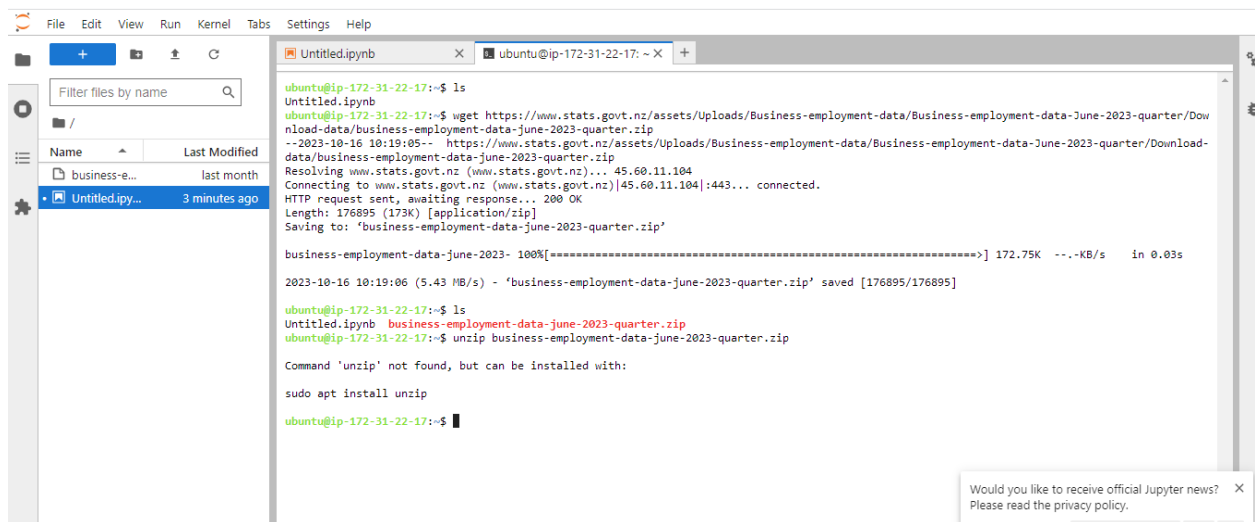 File Edit View Run Kernel Tabs Settings Help
+
Filter files by name
/
Name Last Modified
business-e... last month
Untitled.ipy... 3 minutes ago
Untitled.ipynb
ubuntu@ip-172-31-22-17: ~
ubuntu@ip-172-31-22-17:~$ ls
Untitled.ipynb
ubuntu@ip-172-31-22-17:~$ wget https://www.stats.govt.nz/assets/Uploads/Business-employment-data/Business-employment-data-June-2023-quarter/Dow
nload-data/business-employment-data-june-2023-quarter.zip
--2023-10-16 10:19:05-- https://www.stats.govt.nz/assets/Uploads/Business-employment-data/Business-employment-data-June-2023-quarter/Download-
data/business-employment-data-june-2023-quarter.zip
Resolving www.stats.govt.nz (www.stats.govt.nz)... 45.60.11.104
Connecting to www.stats.govt.nz (www.stats.govt.nz)|45.60.11.104|:443... connected.
HTTP request sent, awaiting response... 200 OK
Length: 176895 (173K) [application/zip]
Saving to: ‘business-employment-data-june-2023-quarter.zip’
business-employment-data-june-2023- 100%[==================================================================>] 172.75K --.-KB/s in 0.03s
2023-10-16 10:19:06 (5.43 MB/s) - ‘business-employment-data-june-2023-quarter.zip’ saved [176895/176895]
ubuntu@ip-172-31-22-17:~$ ls
Untitled.ipynb business-employment-data-june-2023-quarter.zip
ubuntu@ip-172-31-22-17:~$ unzip business-employment-data-june-2023-quarter.zip
Command 'unzip' not found, but can be installed with:
sudo apt install unzip
ubuntu@ip-172-31-22-17:~$
Would you like to receive official Jupyter news?
Please read the privacy policy.